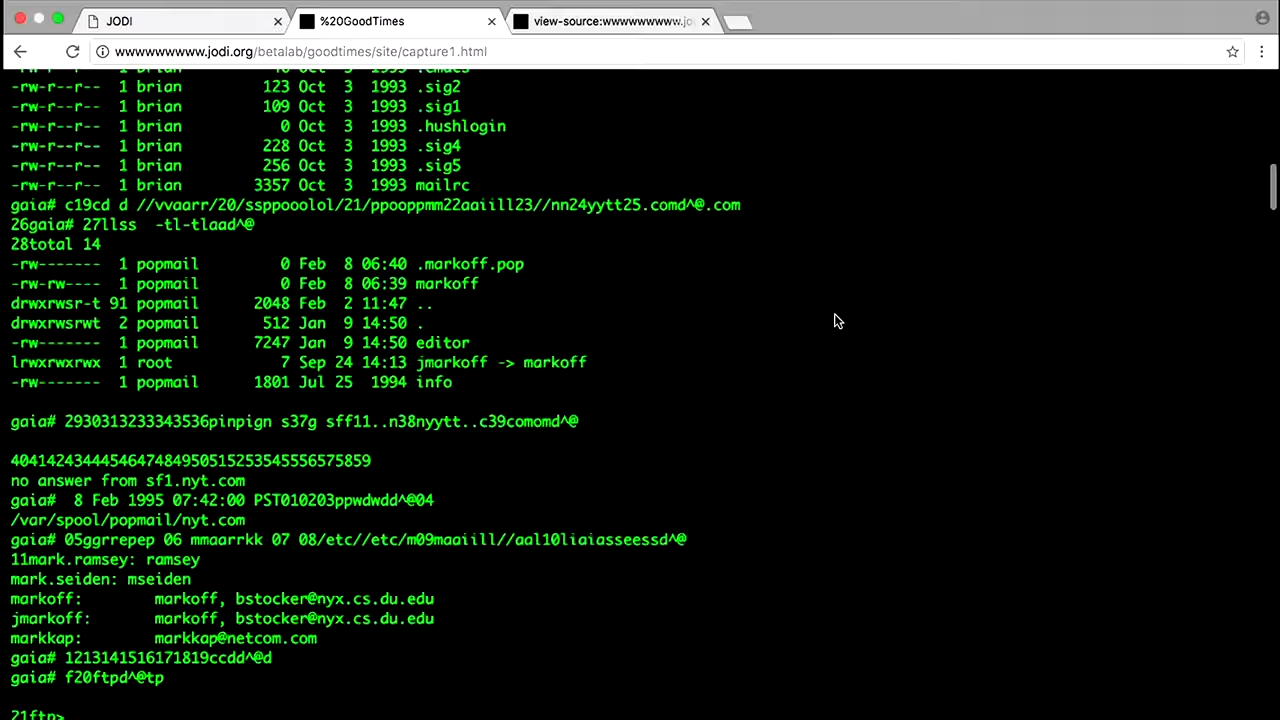 JODI
%20GoodTimes
view-source:wwwwwwwww.jo
wwwwwwwww.jodi.org/betalab/goodtimes/site/capture1.html
-rw-r--r-- 1 brian 46 Oct 3 1993 .emacs
-rw-r--r-- 1 brian 123 Oct 3 1993 .sig2
-rw-r--r-- 1 brian 109 Oct 3 1993 .sig1
-rw-r--r-- 1 brian 0 Oct 3 1993 .hushlogin
-rw-r--r-- 1 brian 228 Oct 3 1993 .sig4
-rw-r--r-- 1 brian 256 Oct 3 1993 .sig5
-rw-r--r-- 1 brian 3357 Oct 3 1993 mailrc
gaia# c19cd d //vvaarr/20/ssppooolol/21/ppooppmm22aaiill23//nn24yytt25.comd^@.com
26gaia# 27llss -tl-tlaad^@
28total 14
-rw------- 1 popmail 0 Feb 8 06:40 .markoff.pop
-rw-rw---- 1 popmail 0 Feb 8 06:39 markoff
drwxrwsr-t 91 popmail 2048 Feb 2 11:47 ..
drwxrwsrwt 2 popmail 512 Jan 9 14:50 .
-rw------- 1 popmail 7247 Jan 9 14:50 editor
lrwxrwxrwx 1 root 7 Sep 24 14:13 jmarkoff -> markoff
-rw------- 1 popmail 1801 Jul 25 1994 info
gaia# 2930313233343536pinpign s37g sff11..n38nyytt..c39comomd^@
4041424344454647484950515253545556575859
no answer from sf1.nyt.com
gaia# 8 Feb 1995 07:42:00 PST010203ppwdwdd^@04
/var/spool/popmail/nyt.com
gaia# 05ggrrepep 06 mmaarrkk 07 08/etc//etc/m09maaiill//aal10liaiasseessd^@
11mark.ramsey: ramsey
mark.seiden: mseiden
markoff: markoff, bstocker@nyx.cs.du.edu
jmarkoff: markoff, bstocker@nyx.cs.du.edu
markkap: markkap@netcom.com
gaia# 1213141516171819ccdd^@d
gaia# f20ftpd^@tp
21ftp>